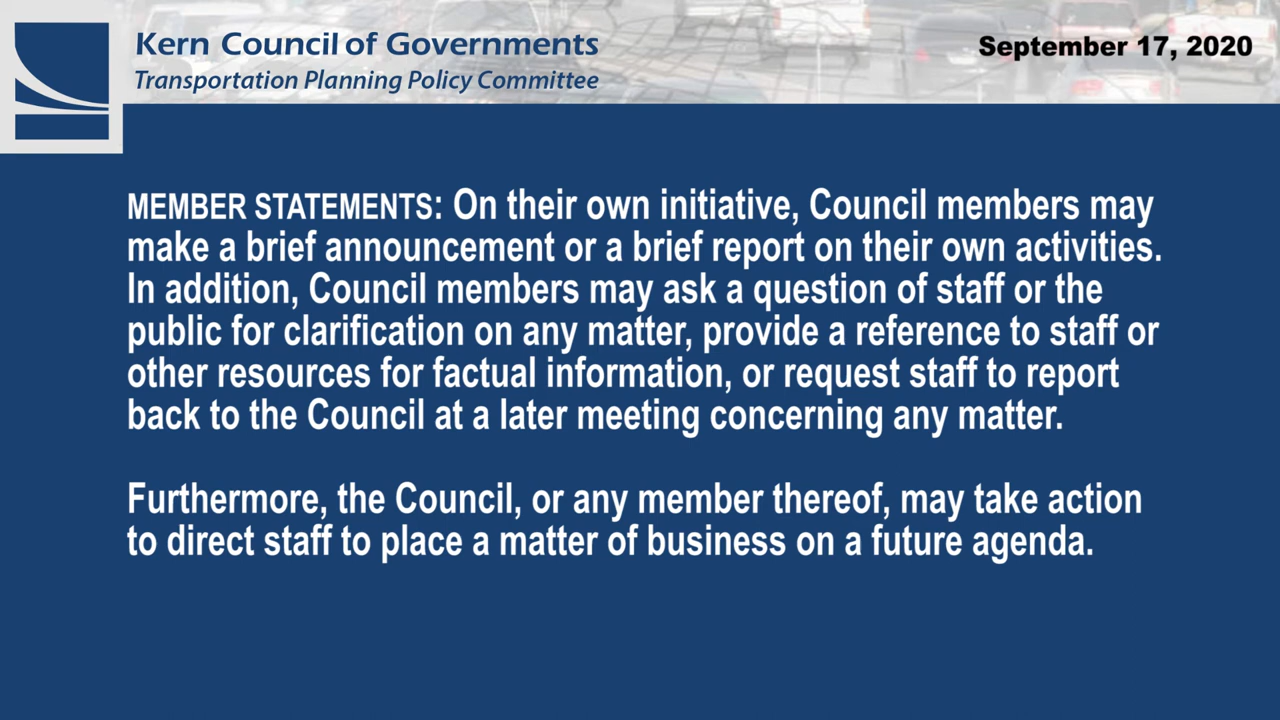 Kern Council of Governments
Transportation Planning Policy Committee
September 17, 2020
MEMBER STATEMENTS: On their own initiative, Council members may
make a brief announcement or a brief report on their own activities.
In addition, Council members may ask a question of staff or the
public for clarification on any matter, provide a reference to staff or
other resources for factual information, or request staff to report
back to the Council at a later meeting concerning any matter.
Furthermore, the Council, or any member thereof, may take action
to direct staff to place a matter of business on a future agenda.